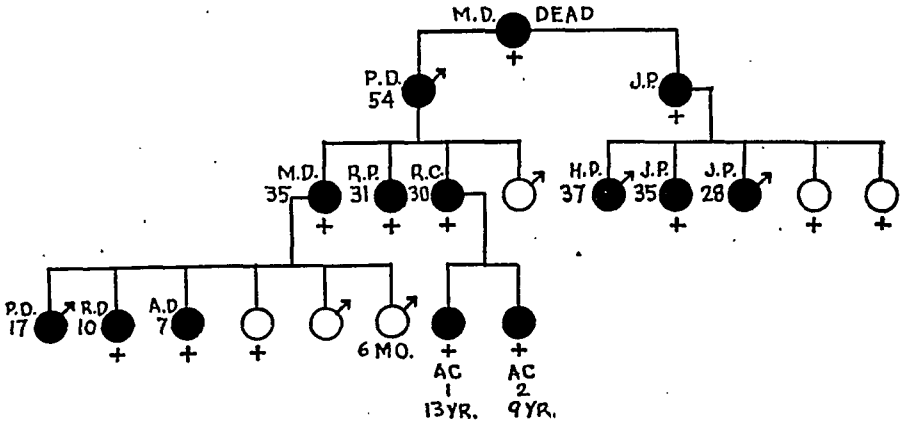 M.D. DEAD
P.D.
54
J.P.
M.D.
35
R.P.
31
R.C.
30
H.D.
37
J.P.
35
J.P.
28
P.D.
17
R.D
10
A.D
7
6 MO.
AC
1
13 YR.
AC
2
9 YR.